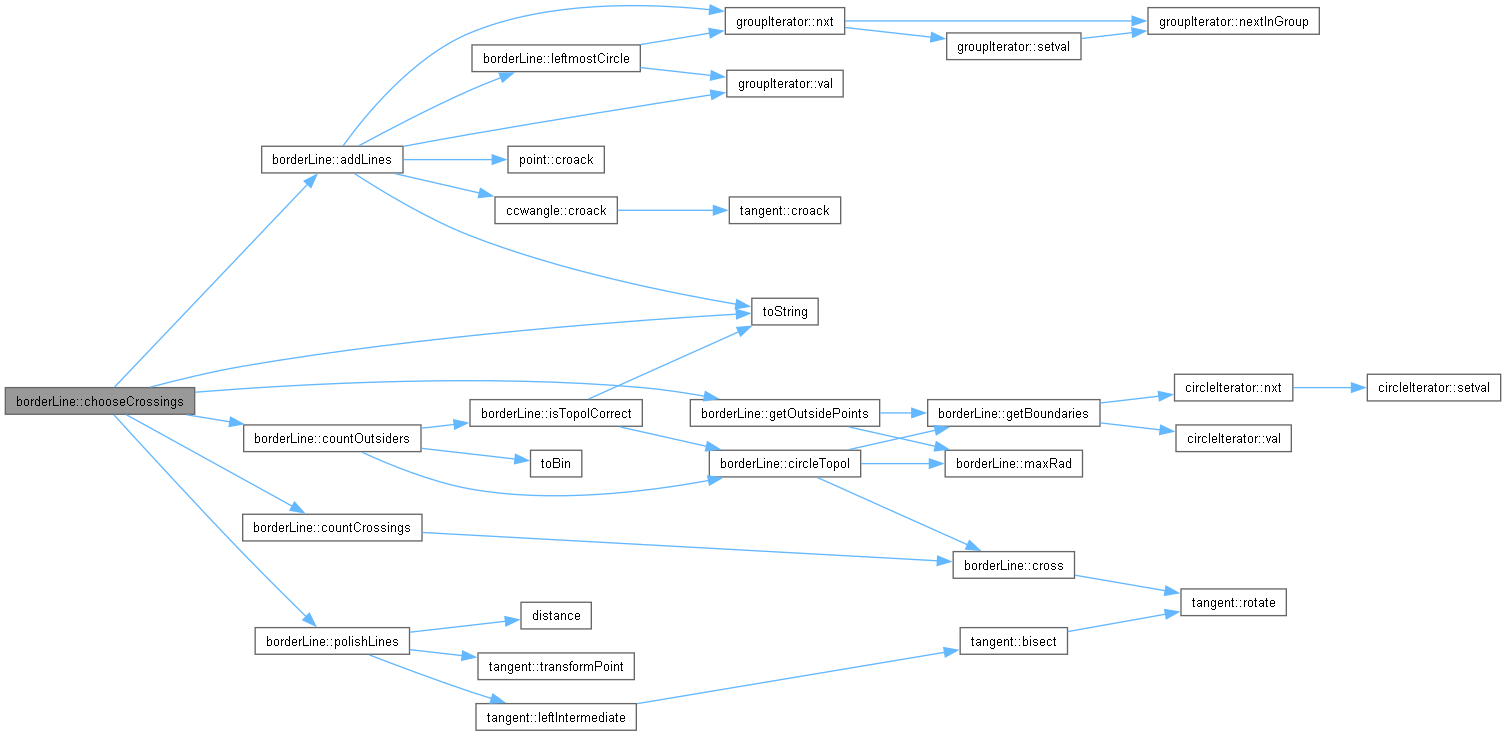 groupIterator::nxt
groupIterator::nextInGroup
groupIterator::setval
borderLine::leftmostCircle
groupIterator::val
borderLine::addLines
point::croack
ccwangle::croack
tangent::croack
toString
borderLine::chooseCrossings
circleIterator::nxt
circleIterator::setval
borderLine::isTopolCorrect
borderLine::getOutsidePoints
borderLine::getBoundaries
borderLine::countOutsiders
circleIterator::val
toBin
borderLine::circleTopol
borderLine::maxRad
borderLine::countCrossings
borderLine::cross
tangent::rotate
distance
borderLine::polishLines
tangent::bisect
tangent::transformPoint
tangent::leftIntermediate